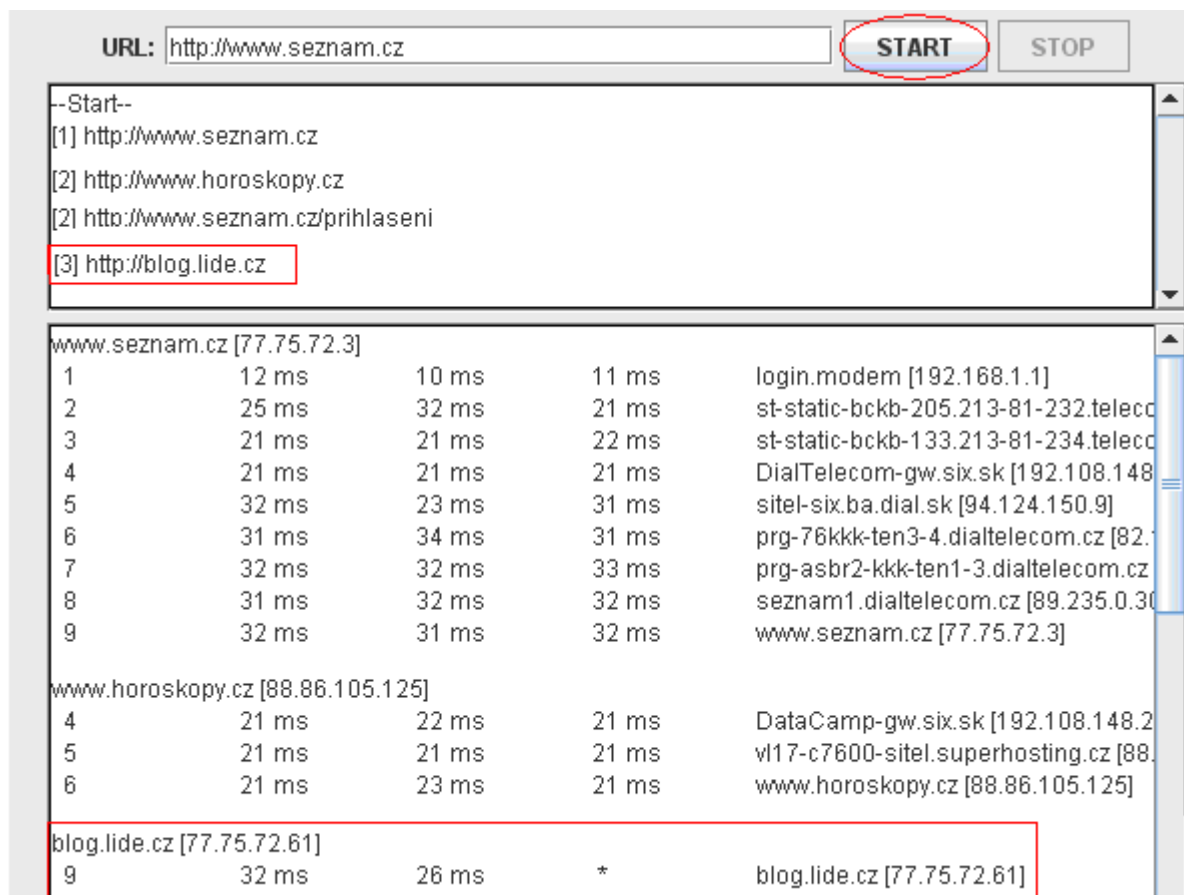 URL: http://www.seznam.cz START STOP
--Start--
[1] http://www.seznam.cz
[2] http://www.horoskopy.cz
[2] http://www.seznam.cz/prihlaseni
[3] http://blog.lide.cz
www.seznam.cz [77.75.72.3]
1 12 ms 10 ms 11 ms login.modem [192.168.1.1]
2 25 ms 32 ms 21 ms st-static-bckb-205.213-81-232.telec
3 21 ms 21 ms 22 ms st-static-bckb-133.213-81-234.telec
4 21 ms 21 ms 21 ms DialTelecom-gw.six.sk [192.108.148
5 32 ms 23 ms 31 ms sitel-six.ba.dial.sk [94.124.150.9]
6 31 ms 34 ms 31 ms prg-76kkk-ten3-4.dialtelecom.cz [82.
7 32 ms 32 ms 33 ms prg-asbr2-kkk-ten1-3.dialtelecom.cz
8 31 ms 32 ms 32 ms seznam1.dialtelecom.cz [89.235.0.3
9 32 ms 31 ms 32 ms www.seznam.cz [77.75.72.3]
www.horoskopy.cz [88.86.105.125]
4 21 ms 22 ms 21 ms DataCamp-gw.six.sk [192.108.148.2
5 21 ms 21 ms 21 ms vl17-c7600-sitel.superhosting.cz [88.
6 21 ms 23 ms 21 ms www.horoskopy.cz [88.86.105.125]
blog.lide.cz [77.75.72.61]
9 32 ms 26 ms * blog.lide.cz [77.75.72.61]